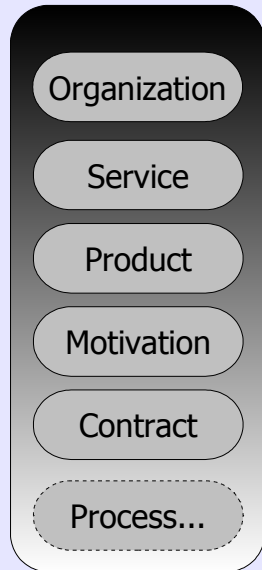 Organization
Service
Product
Motivation
Contract
Process...